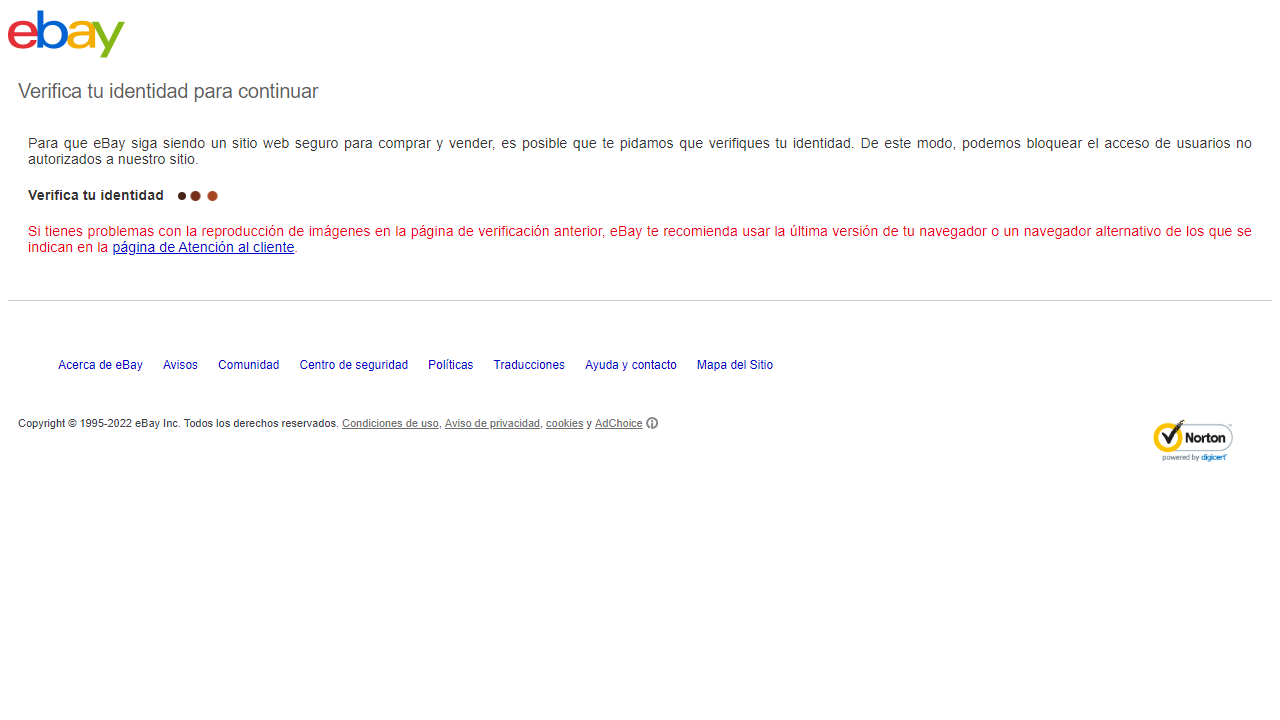 ebay
Verifica tu identidad para continuar
Para que eBay siga siendo un sitio web seguro para comprar y vender, es posible que te pidamos que verifiques tu identidad. De este modo, podemos bloquear el acceso de usuarios no
autorizados a nuestro sitio.
Verifica tu identidad
Si tienes problemas con la reproducción de imágenes en la página de verificación anterior, eBay te recomienda usar la última versión de tu navegador o un navegador alternativo de los que se
indican en la página de Atención al cliente.
Acerca de eBay Avisos Comunidad Centro de seguridad Políticas Traducciones Ayuda y contacto Mapa del Sitio
Copyright © 1995-2022 eBay Inc. Todos los derechos reservados. Condiciones de uso, Aviso de privacidad, cookies y AdChoice
Norton
powered by digicert